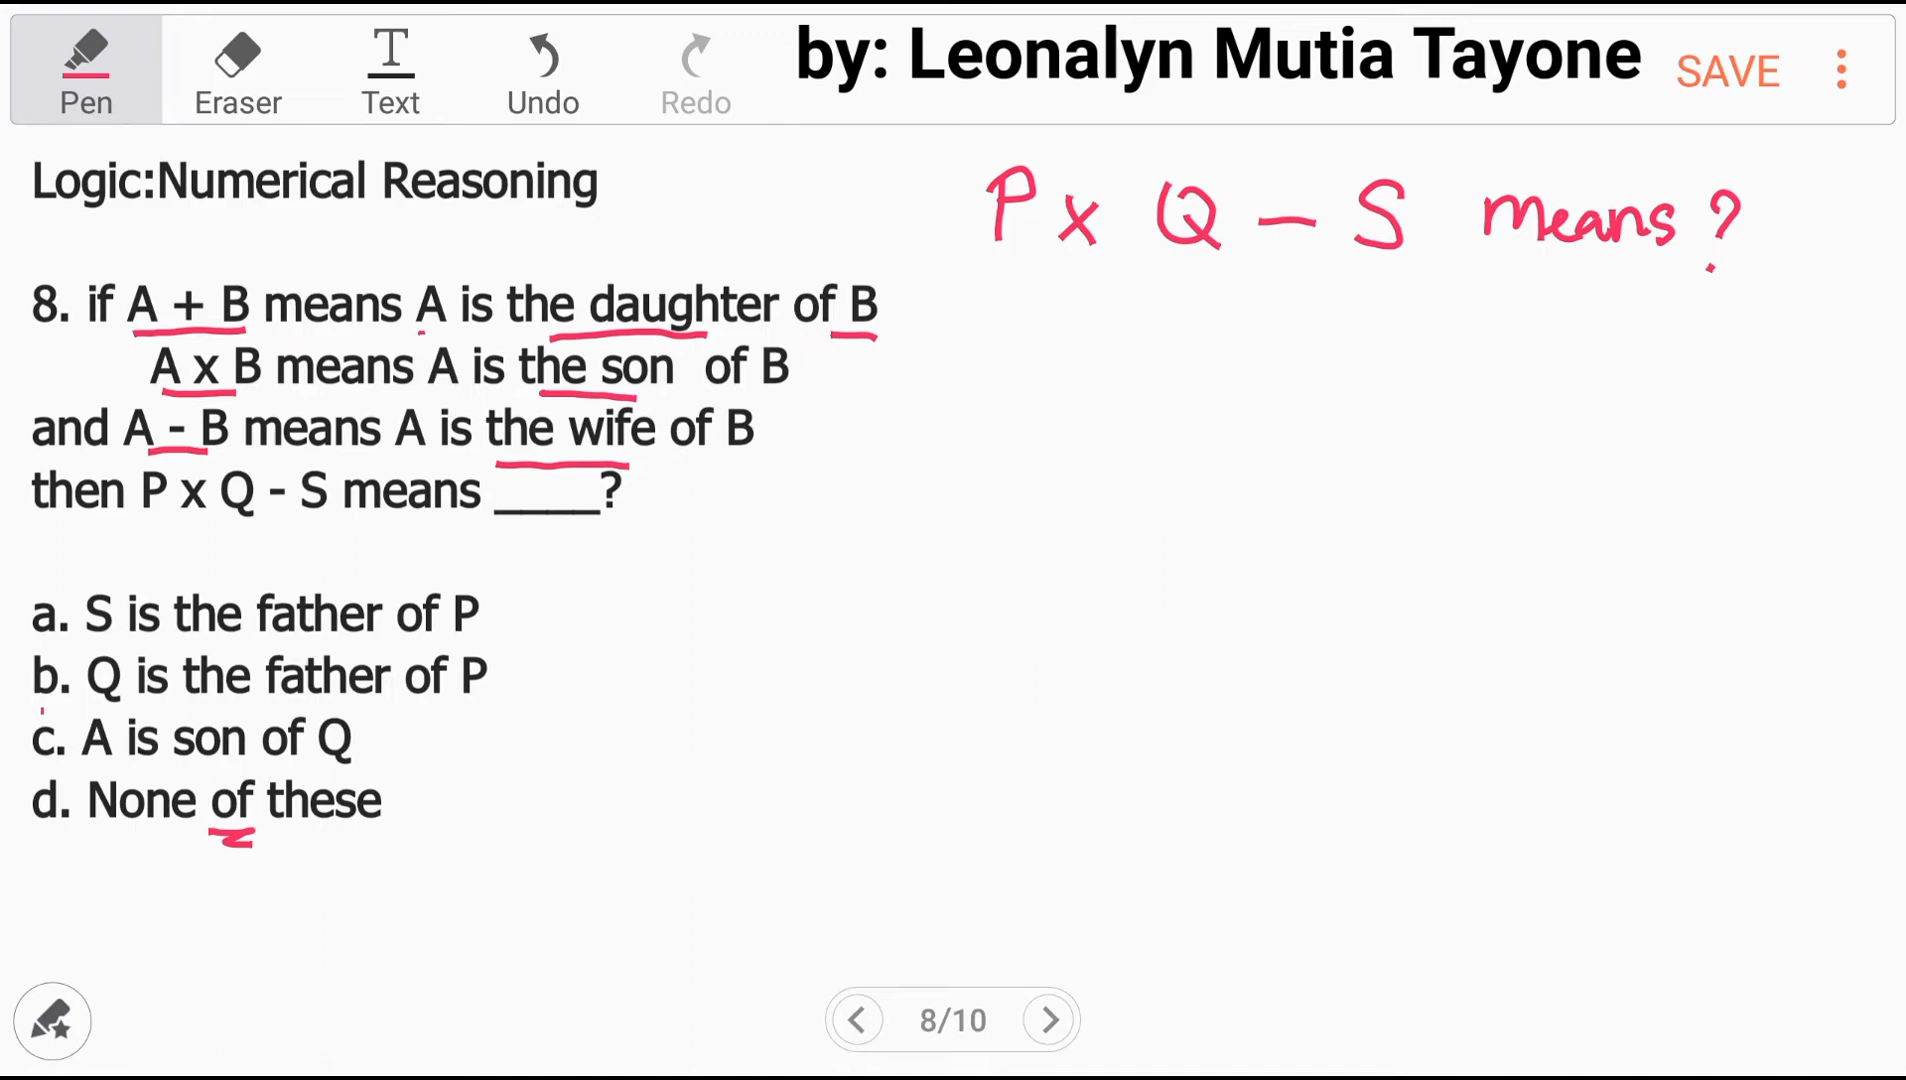 Pen
Eraser
Text
Undo
Redo
by: Leonalyn Mutia Tayone
SAVE
Logic:Numerical Reasoning
P x Q - S means ?
8. if A + B means A is the daughter of B
A x B means A is the son of B
and A - B means A is the wife of B
then P x Q - S means ____?
a. S is the father of P
b. Q is the father of P
c. A is son of Q
d. None of these
8/10